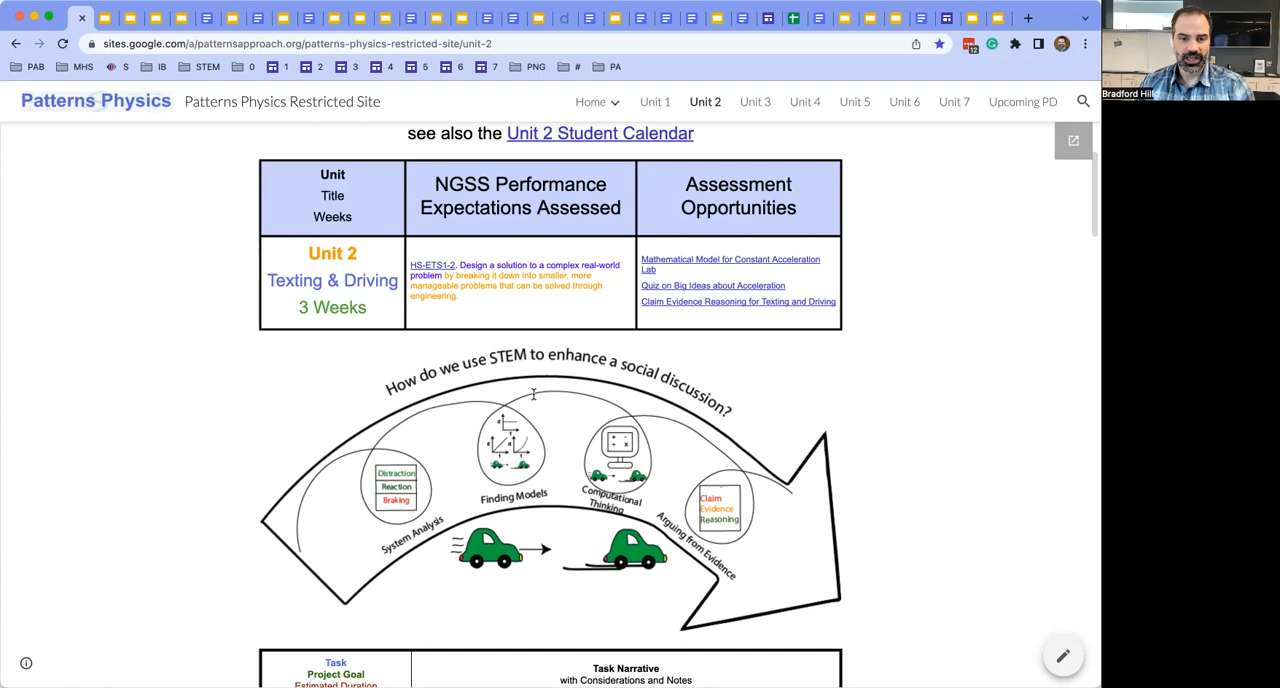 sites.google.com/a/patternsapproach.org/patterns-physics-restricted-site/unit-2
12
PAB MHS S IB STEM 0 1 2 3 4 5 6 7 PNG # PA
Patterns Physics Patterns Physics Restricted Site Home Unit 1 Unit 2 Unit 3 Unit 4 Unit 5 Unit 6 Unit 7 Upcoming PD
Bradford Hill
see also the Unit 2 Student Calendar
Unit
Title
Weeks
NGSS Performance
Expectations Assessed
Assessment
Opportunities
Unit 2
Texting & Driving
3 Weeks
HS-ETS1-2. Design a solution to a complex real-world
problem by breaking it down into smaller, more
manageable problems that can be solved through
engineering.
Mathematical Model for Constant Acceleration
Lab
Quiz on Big Ideas about Acceleration
Claim Evidence Reasoning for Texting and Driving
How do we use STEM to enhance a social discussion?
Distraction
Reaction
Braking
System Analysis
Finding Models
Computational
Thinking
Claim
Evidence
Reasoning
Arguing from Evidence
Task
Project Goal
Estimated Duration
Task Narrative
with Considerations and Notes